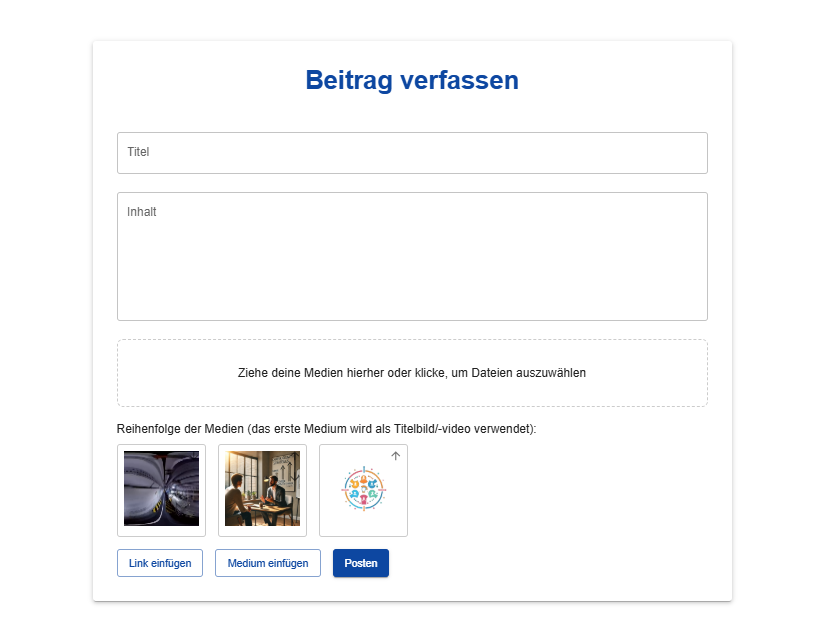 Beitrag verfassen
Titel
Inhalt
Ziehe deine Medien hierher oder klicke, um Dateien auszuwählen
Reihenfolge der Medien (das erste Medium wird als Titelbild/-video verwendet):
Link einfügen
Medium einfügen
Posten